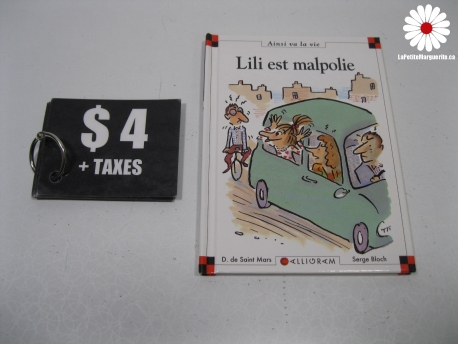 LaPetiteMarguerite.ca
$4
+ TAXES
Ainsi va la vie
Lili est malpolie
D. de Saint Mars CALLIGRAM Serge Bloch